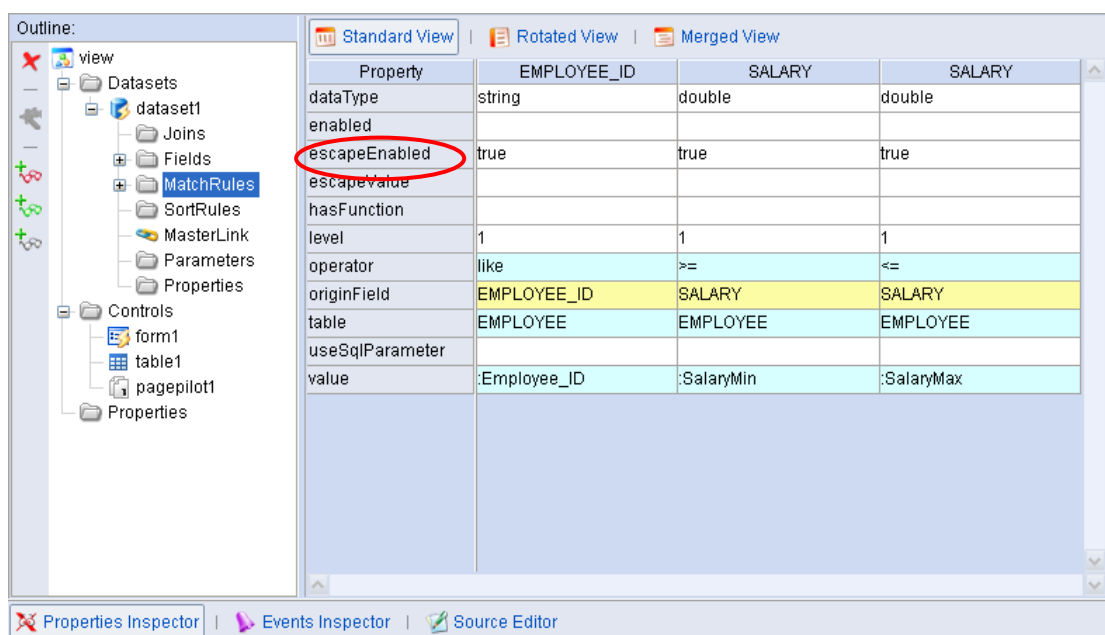 Outline:
view
Datasets
dataset1
Joins
Fields
MatchRules
SortRules
MasterLink
Parameters
Properties
Controls
form1
table1
pagepilot1
Properties
Standard View | Rotated View | Merged View
Property EMPLOYEE_ID SALARY SALARY
dataType string double double
enabled
escapeEnabled true true true
escapeValue
hasFunction
level 1 1 1
operator like >= <=
originField EMPLOYEE_ID SALARY SALARY
table EMPLOYEE EMPLOYEE EMPLOYEE
useSqlParameter
value :Employee_ID :SalaryMin :SalaryMax
Properties Inspector | Events Inspector | Source Editor